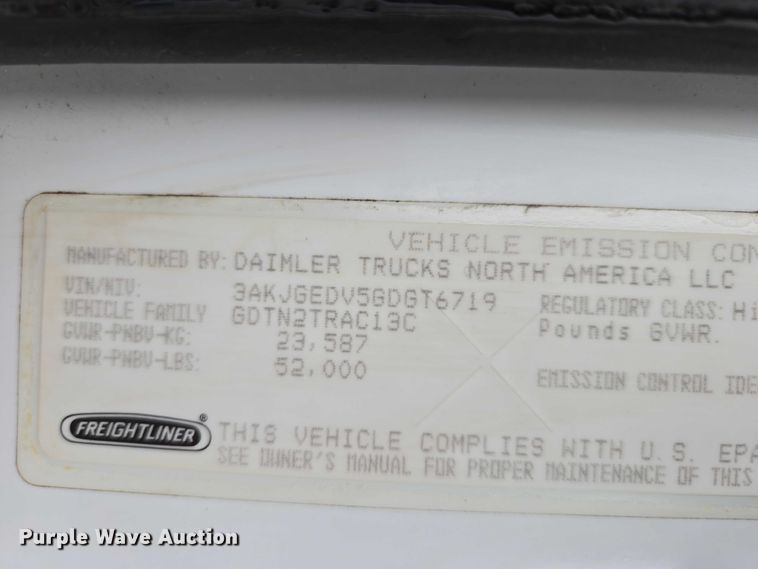 VEHICLE EMISSION CON
MANUFACTURED BY: DAIMLER TRUCKS NORTH AMERICA LLC
VIN/NIV: 3AKJGEDV5GDGT6719 REGULATORY CLASS: Hi
VEHICLE FAMILY GDTN2TRAC13C Pounds GVWR.
GVWR-PNBV-KG: 23,587
GVWR-PNBV-LBS: 52,000 EMISSION CONTROL IDE
FREIGHTLINER® THIS VEHICLE COMPLIES WITH U.S. EPA
SEE OWNER'S MANUAL FOR PROPER MAINTENANCE OF THIS
Purple Wave Auction